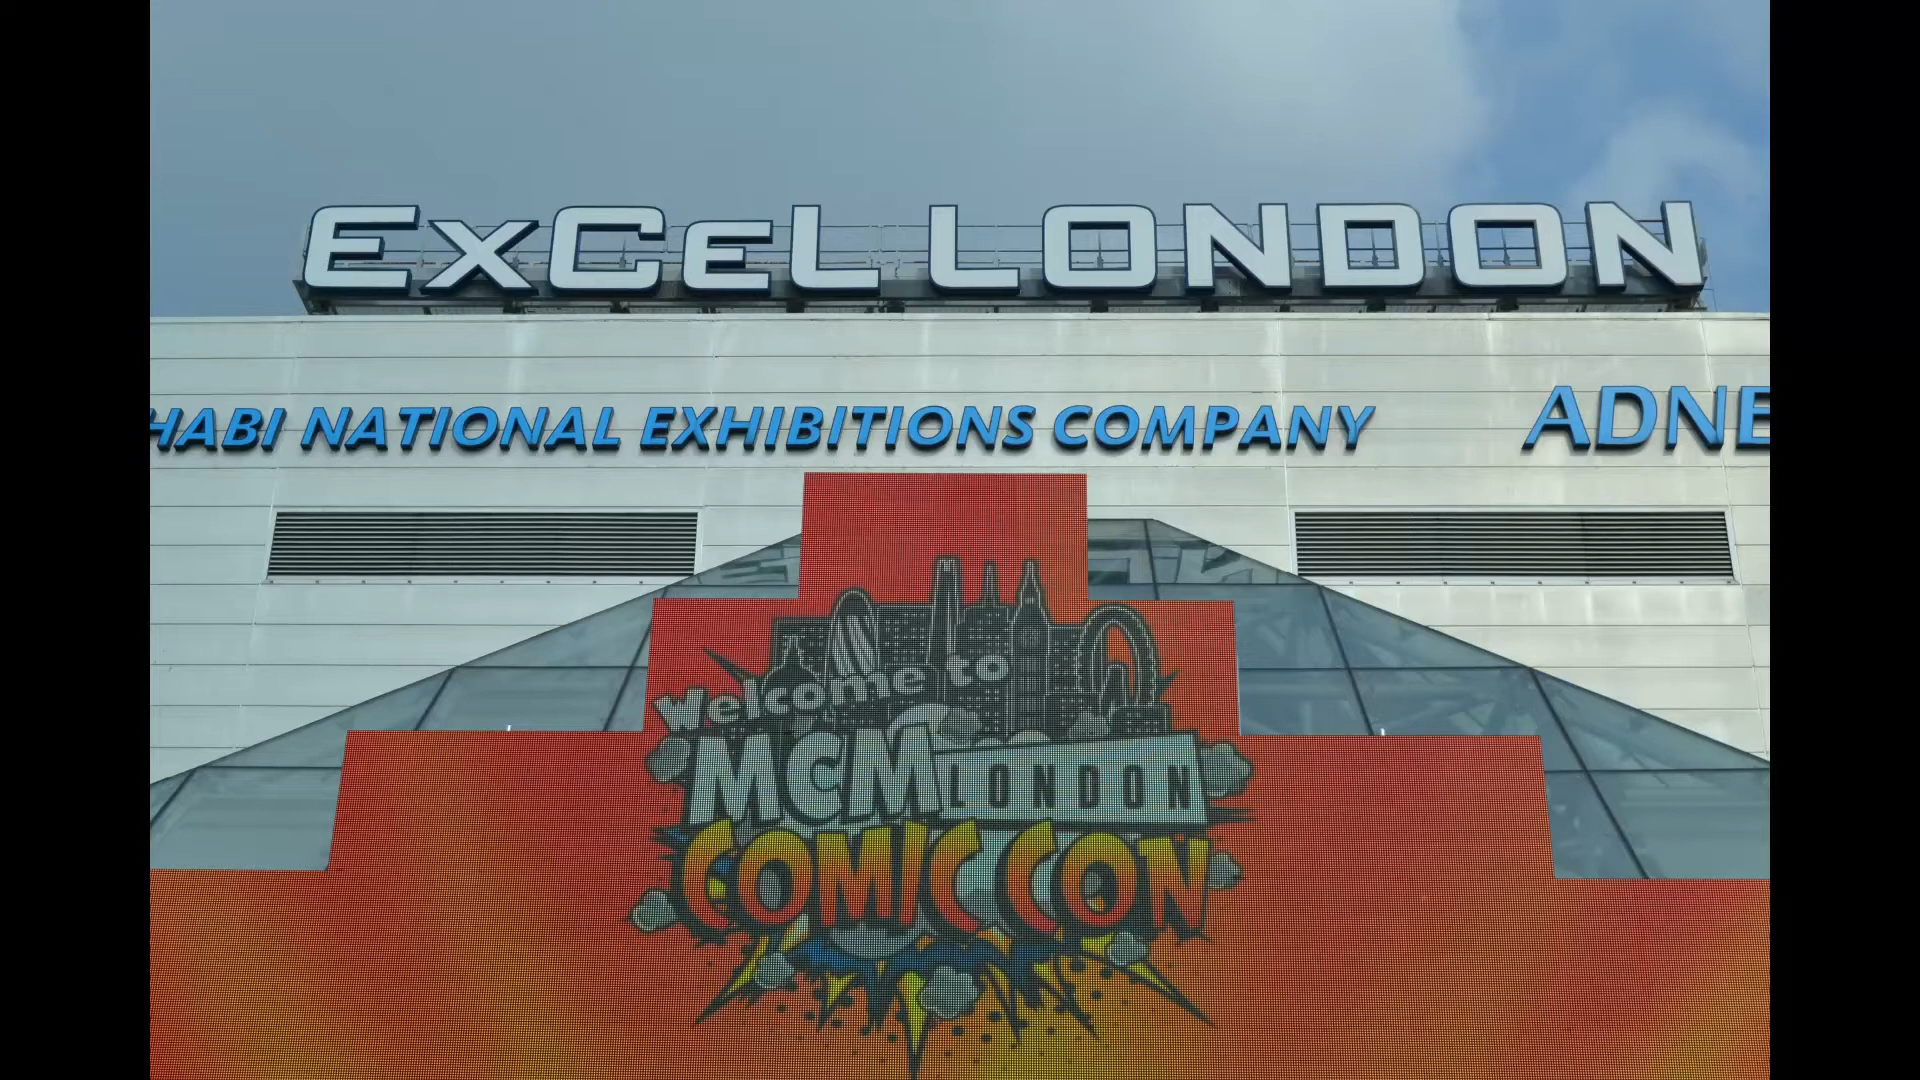 ExCeL LONDON
HABI NATIONAL EXHIBITIONS COMPANY ADNE
Welcome to
MCM LONDON
COMIC CON